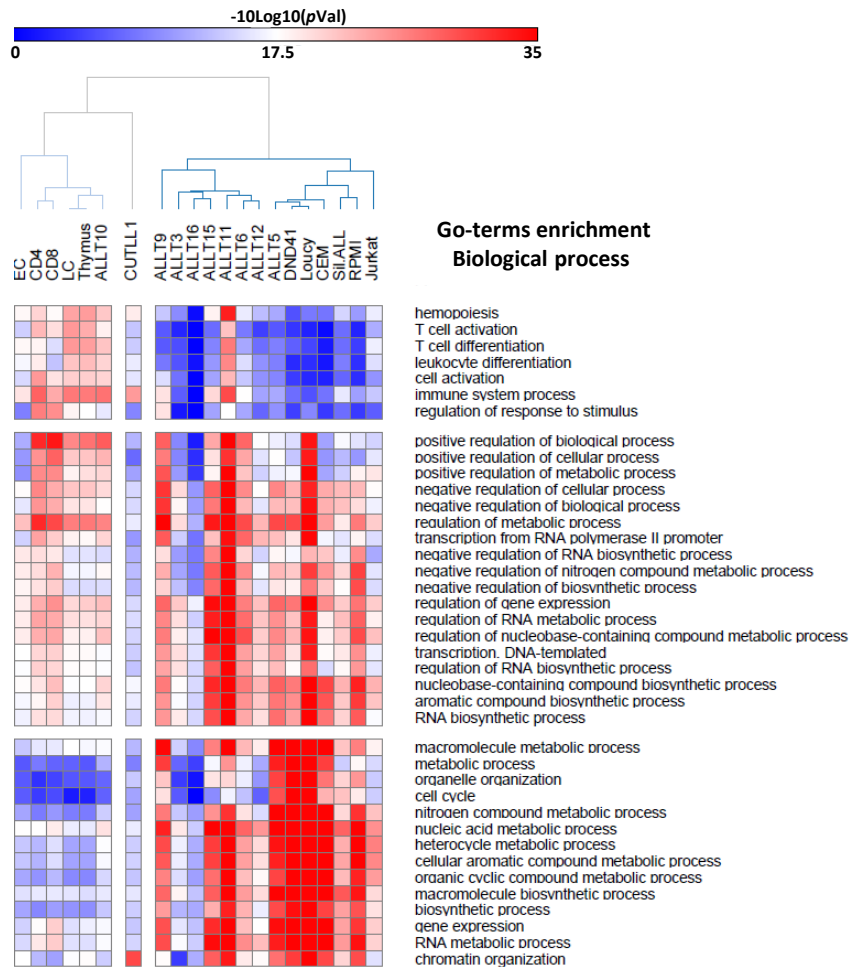 -10Log10(pVal)
0 17.5 35
Go-terms enrichment
Biological process
EC
CD4
CD8
LC
Thymus
ALLT10
CUTLL1
ALLT9
ALLT3
ALLT16
ALLT15
ALLT11
ALLT6
ALLT12
ALLT5
DND41
Loucy
CEM
Sil.ALL
RPMI
Jurkat
hemopoiesis
T cell activation
T cell differentiation
leukocyte differentiation
cell activation
immune system process
regulation of response to stimulus
positive regulation of biological process
positive regulation of cellular process
positive regulation of metabolic process
negative regulation of cellular process
negative regulation of biological process
regulation of metabolic process
transcription from RNA polymerase II promoter
negative regulation of RNA biosynthetic process
negative regulation of nitrogen compound metabolic process
negative regulation of biosynthetic process
regulation of gene expression
regulation of RNA metabolic process
regulation of nucleobase-containing compound metabolic process
transcription. DNA-templated
regulation of RNA biosynthetic process
nucleobase-containing compound biosynthetic process
aromatic compound biosynthetic process
RNA biosynthetic process
macromolecule metabolic process
metabolic process
organelle organization
cell cycle
nitrogen compound metabolic process
nucleic acid metabolic process
heterocycle metabolic process
cellular aromatic compound metabolic process
organic cyclic compound metabolic process
macromolecule biosynthetic process
biosynthetic process
gene expression
RNA metabolic process
chromatin organization